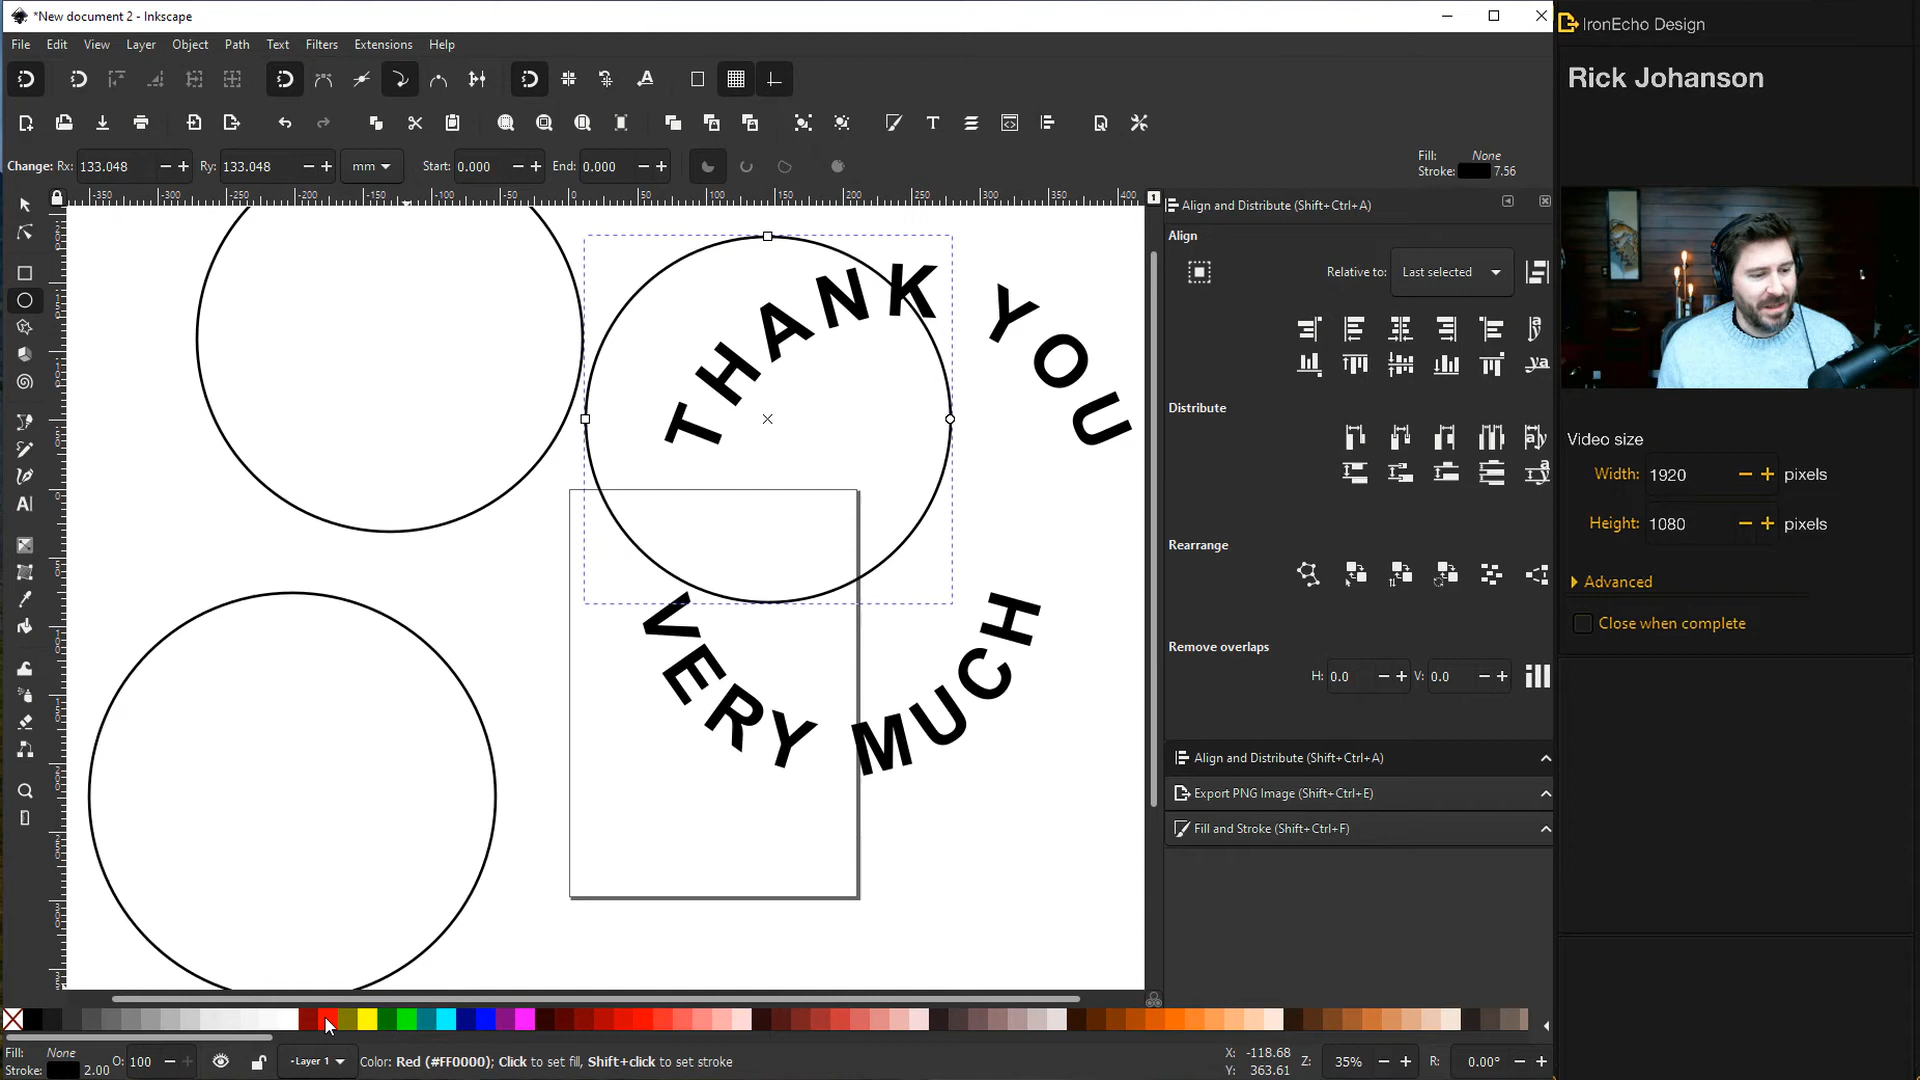 *New document 2 - Inkscape
IronEcho Design
File Edit View Layer Object Path Text Filters Extensions Help
Rick Johanson
Change: Rx: 133.048 Ry: 133.048 mm Start: 0.000 End: 0.000
Fill: None
Stroke: 7.56
Align and Distribute (Shift+Ctrl+A)
Align
Relative to: Last selected
Distribute
Rearrange
Remove overlaps
H: 0.0 V: 0.0
Align and Distribute (Shift+Ctrl+A)
Export PNG Image (Shift+Ctrl+E)
Fill and Stroke (Shift+Ctrl+F)
THANK YOU
VERY MUCH
Video size
Width: 1920 pixels
Height: 1080 pixels
Advanced
Close when complete
Fill: None
Stroke: 2.00
O: 100
Layer 1
Color: Red (#FF0000); Click to set fill, Shift+click to set stroke
X: -118.68
Y: 363.61
Z: 35%
R: 0.00°